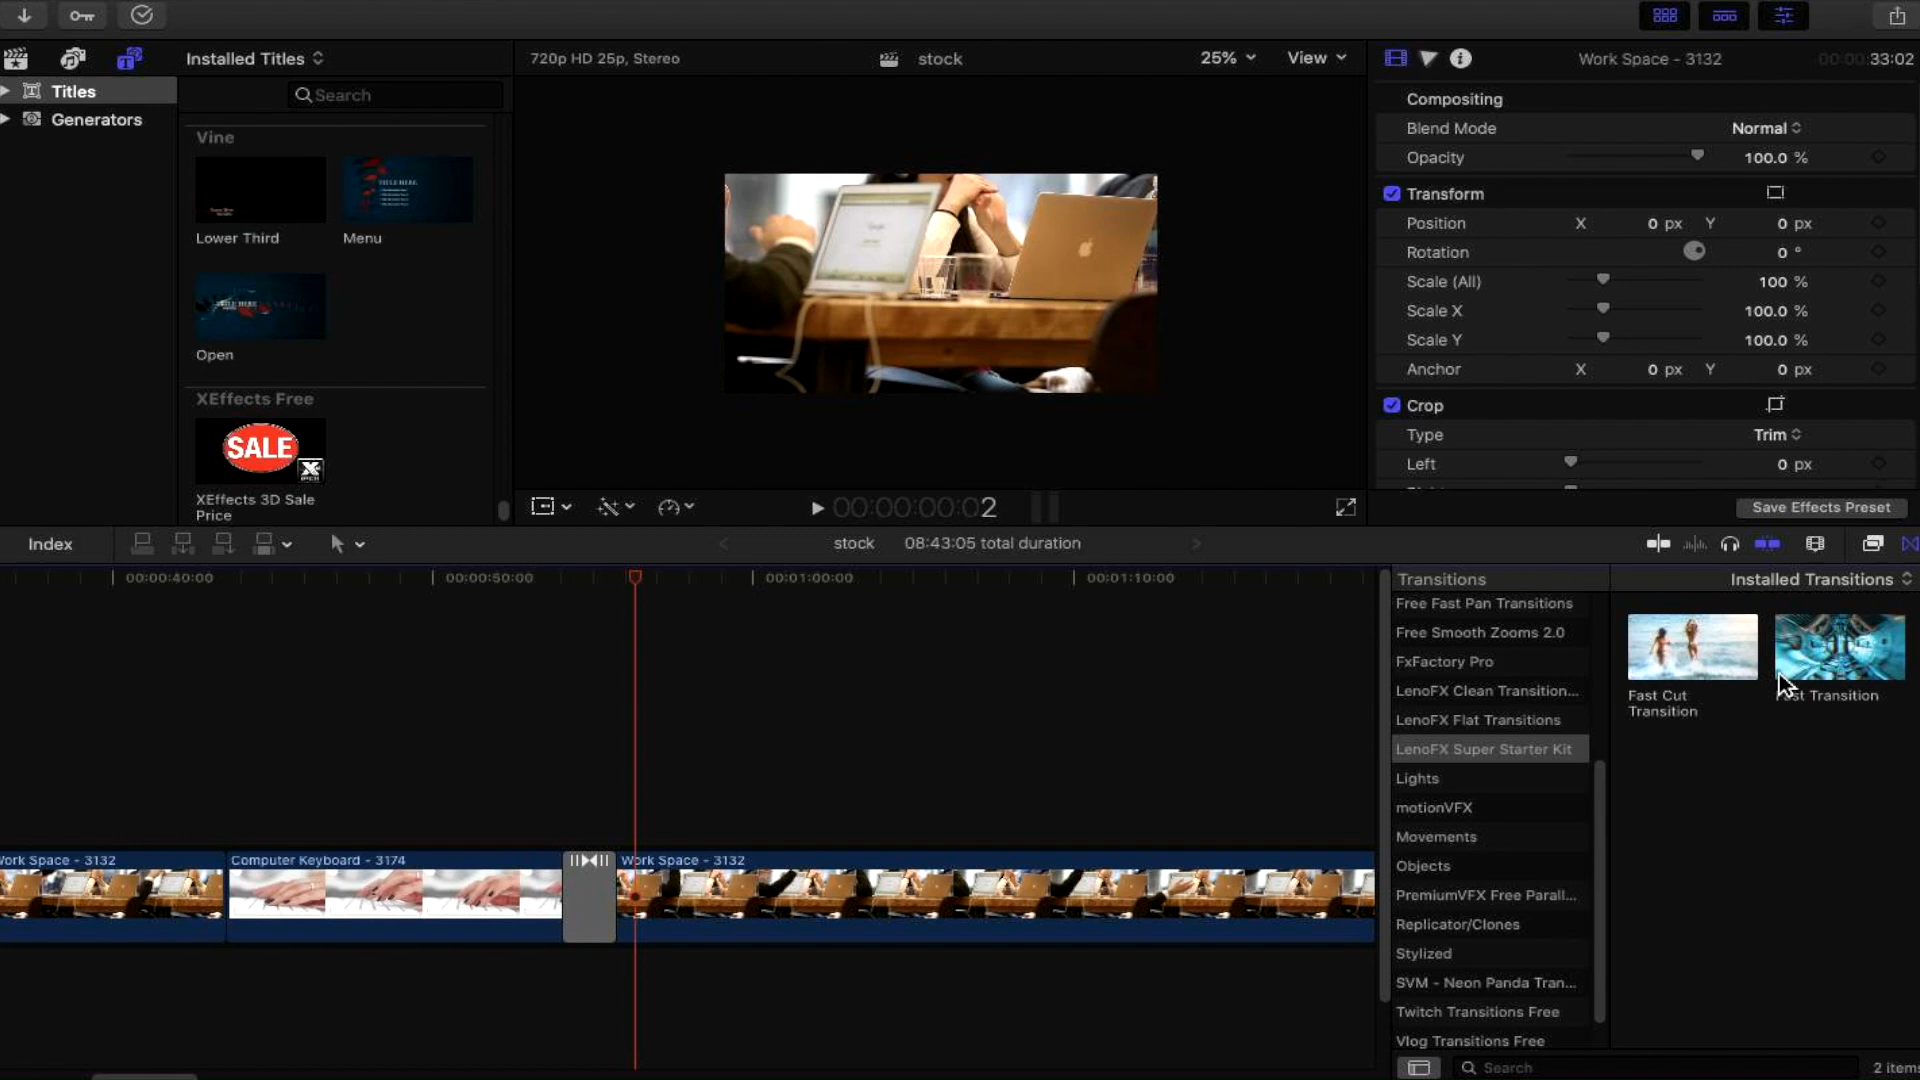 Installed Titles
720p HD 25p, Stereo
stock
25%
View
Work Space - 3132
00:00:33:02
Titles
Generators
Search
Vine
Lower Third
Menu
Open
XEffects Free
SALE
XEffects 3D Sale
Price
Compositing
Blend Mode
Normal
Opacity
100.0 %
Transform
Position X 0 px Y 0 px
Rotation
0 °
Scale (All)
100 %
Scale X
100.0 %
Scale Y
100.0 %
Anchor X 0 px Y 0 px
Crop
Type
Trim
Left
0 px
Save Effects Preset
00:00:00:02
Index
stock
08:43:05 total duration
00:00:40:00
00:00:50:00
00:01:00:00
00:01:10:00
Work Space - 3132
Computer Keyboard - 3174
Work Space - 3132
Transitions
Free Fast Pan Transitions
Free Smooth Zooms 2.0
FxFactory Pro
LenoFX Clean Transition...
LenoFX Flat Transitions
LenoFX Super Starter Kit
Lights
motionVFX
Movements
Objects
PremiumVFX Free Parall...
Replicator/Clones
Stylized
SVM - Neon Panda Tran...
Twitch Transitions Free
Vlog Transitions Free
Installed Transitions
Fast Cut
Transition
Fast Transition
Search
2 items